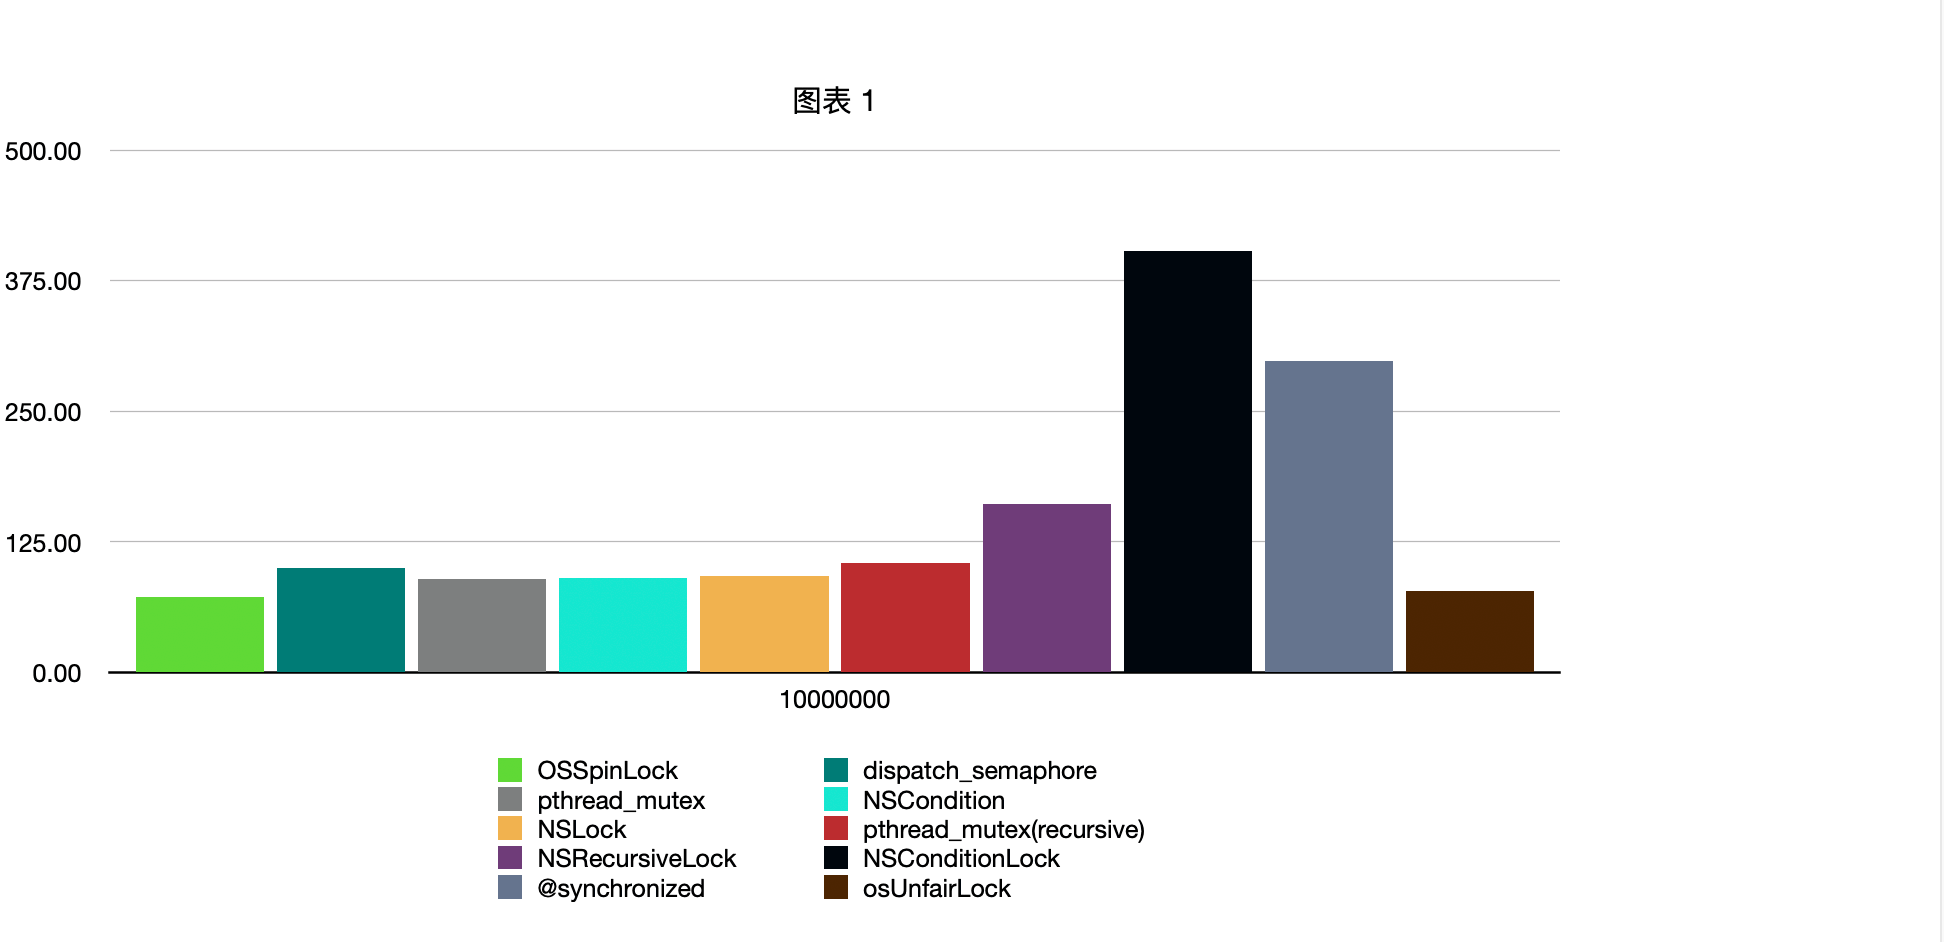 图表 1
500.00
375.00
250.00
125.00
0.00
10000000
OSSpinLock dispatch_semaphore
pthread_mutex NSCondition
NSLock pthread_mutex(recursive)
NSRecursiveLock NSConditionLock
@synchronized osUnfairLock